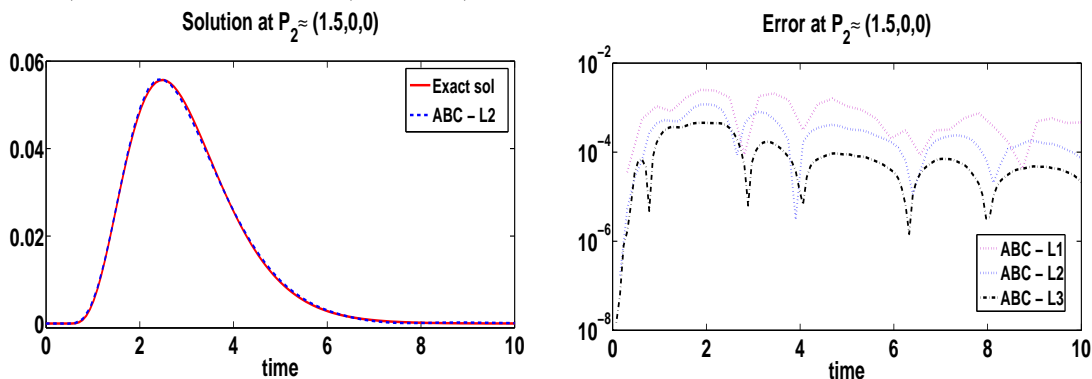 Solution at P2≈ (1.5,0,0)
0.06
0.04
0.02
0
0 2 4 6 8 10
time
Exact sol
ABC – L2
Error at P2≈ (1.5,0,0)
10^-2
10^-4
10^-6
10^-8
0 2 4 6 8 10
time
ABC – L1
ABC – L2
ABC – L3